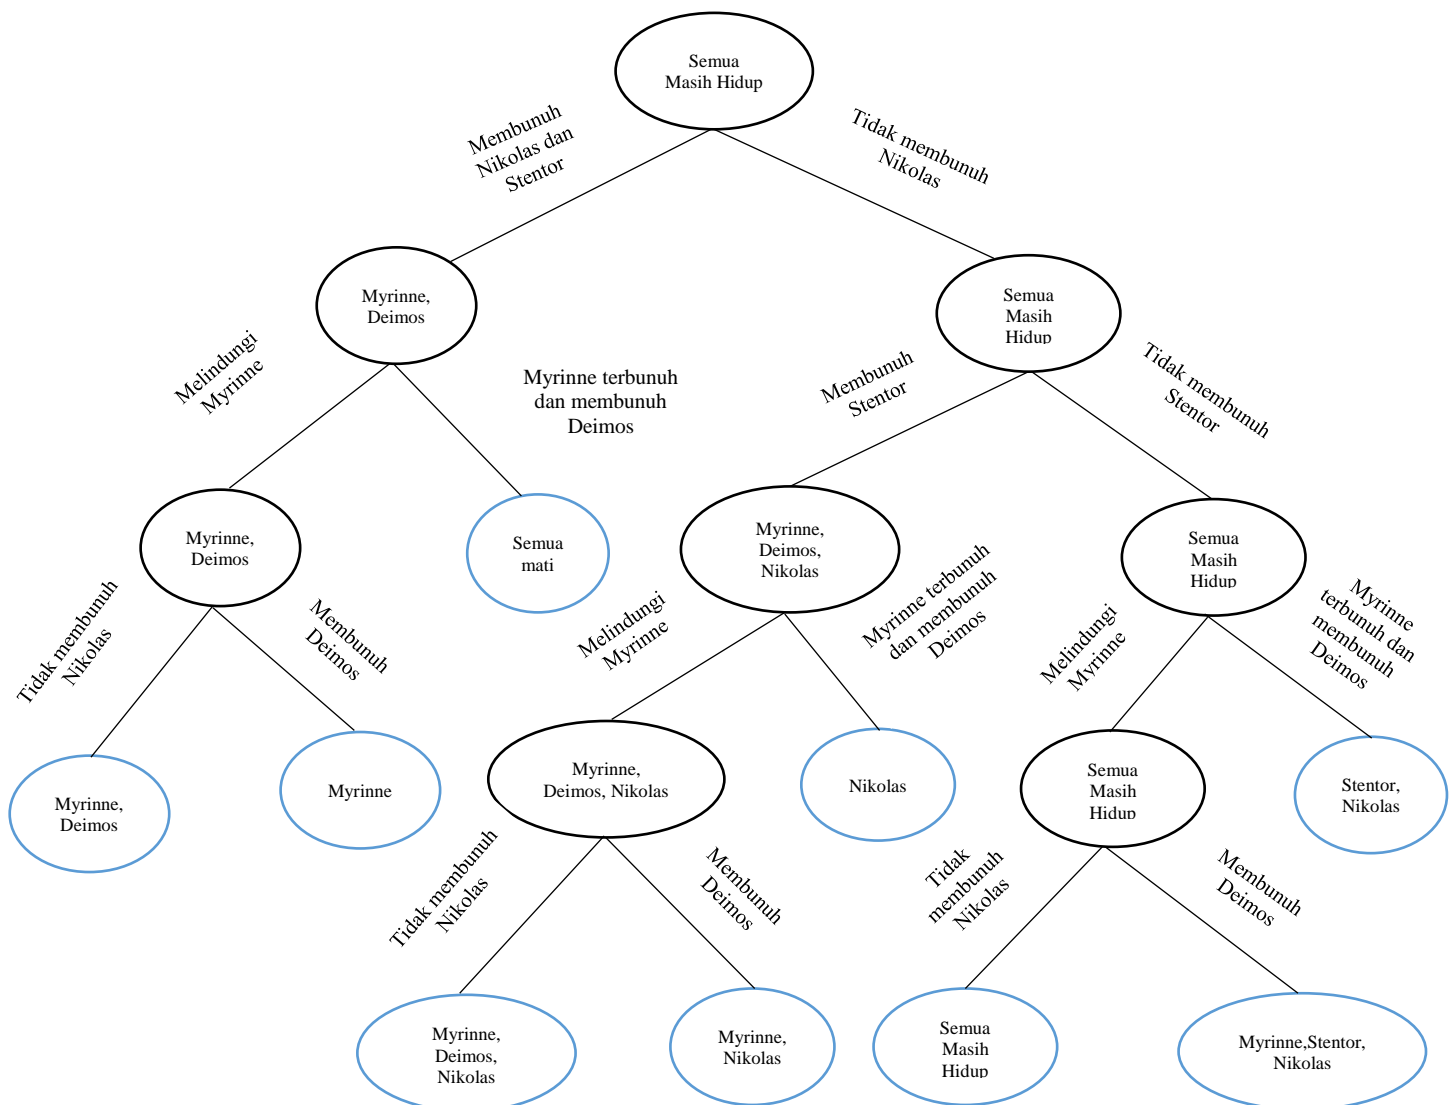 Semua
Masih Hidup
Membunuh
Nikolas dan
Stentor
Tidak membunuh
Nikolas
Myrinne,
Deimos
Semua
Masih
Hidup
Melindungi
Myrinne
Myrinne terbunuh
dan membunuh
Deimos
Membunuh
Stentor
Tidak membunuh
Stentor
Myrinne,
Deimos
Semua
mati
Myrinne,
Deimos,
Nikolas
Semua
Masih
Hidup
Tidak membunuh
Nikolas
Membunuh
Deimos
Melindungi
Myrinne
Myrinne terbunuh
dan membunuh
Deimos
Melindungi
Myrinne
Myrinne
terbunuh dan
membunuh
Deimos
Myrinne,
Deimos
Myrinne
Myrinne,
Deimos, Nikolas
Nikolas
Semua
Masih
Hidup
Stentor,
Nikolas
Tidak membunuh
Nikolas
Membunuh
Deimos
Tidak
membunuh
Nikolas
Membunuh
Deimos
Myrinne,
Deimos,
Nikolas
Myrinne,
Nikolas
Semua
Masih
Hidup
Myrinne,Stentor,
Nikolas